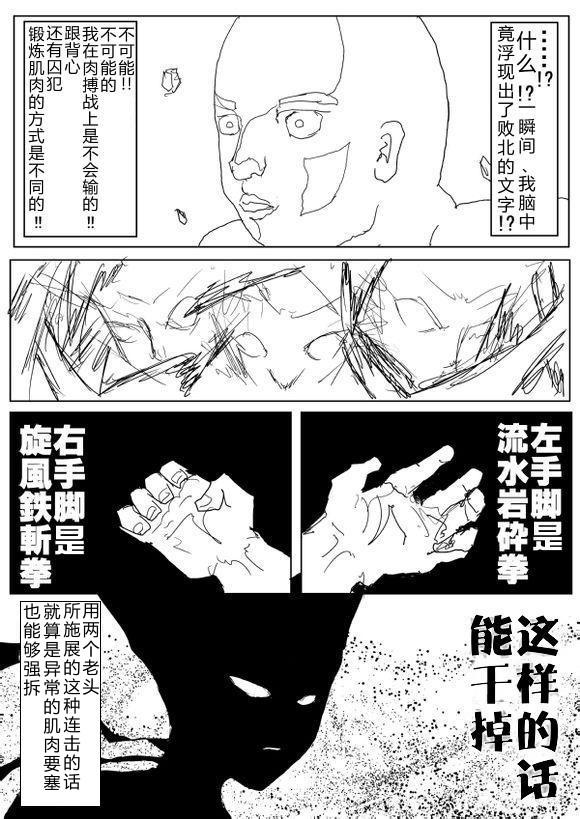 ……!?
什么!?一瞬间、我脑中
竟浮现出了败北的文字!?
不可能!!
不可能的
我在肉搏战上是不会输的!!
跟背心
还有囚犯
锻炼肌肉的方式是不同的!!
左手脚是
流水岩砕拳
右手脚是
旋風鉄斬拳
这样的话
能干掉
用两个老头
所施展的这种连击的话
就算是异常的肌肉要塞
也能够强拆